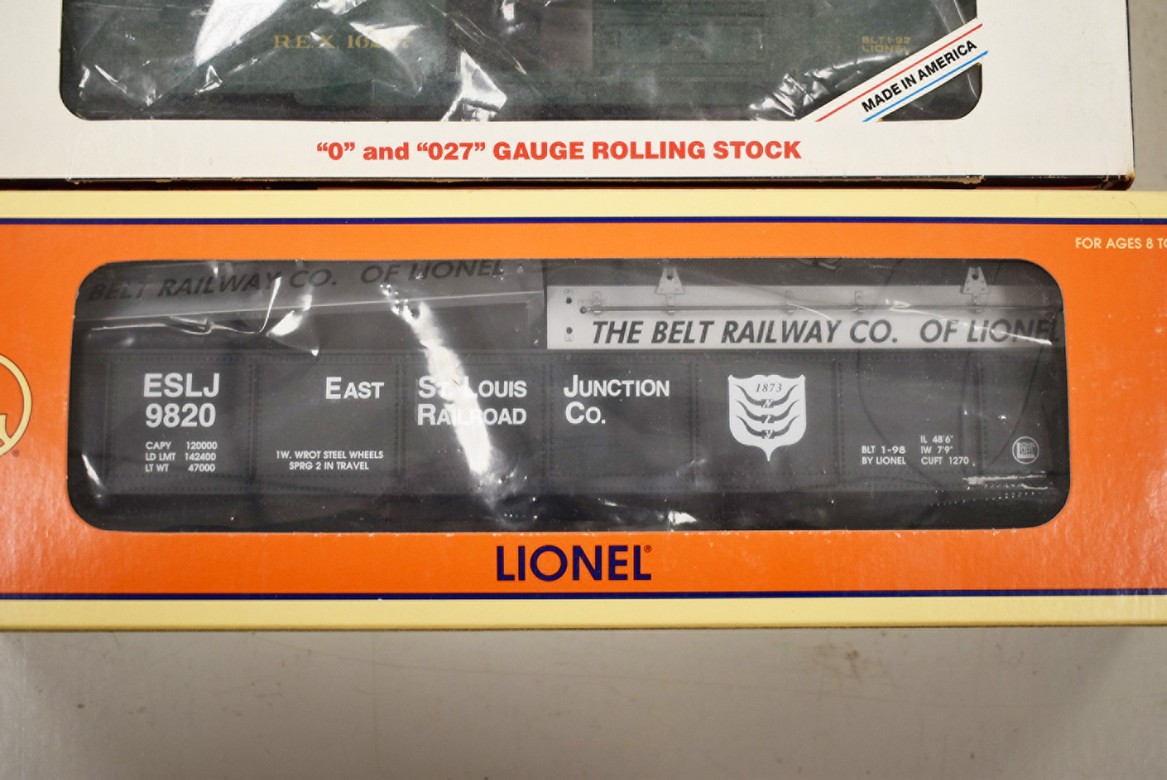 R.E.X.
BLT 1-92
LIONEL
MADE IN AMERICA
“0” and “027” GAUGE ROLLING STOCK
FOR AGES 8
BELT RAILWAY CO. OF LIONEL
THE BELT RAILWAY CO. OF LIONEL
ESLJ
9820
EAST ST. LOUIS JUNCTION
RAILROAD CO.
CAPY 120000
LD LMT 142400
LT WT 47000
1W. WROT STEEL WHEELS
SPRG 2 IN TRAVEL
1873
BLT 1-98
BY LIONEL
IL 48'6"
IW 7'9"
CUFT 1270
LIONEL®